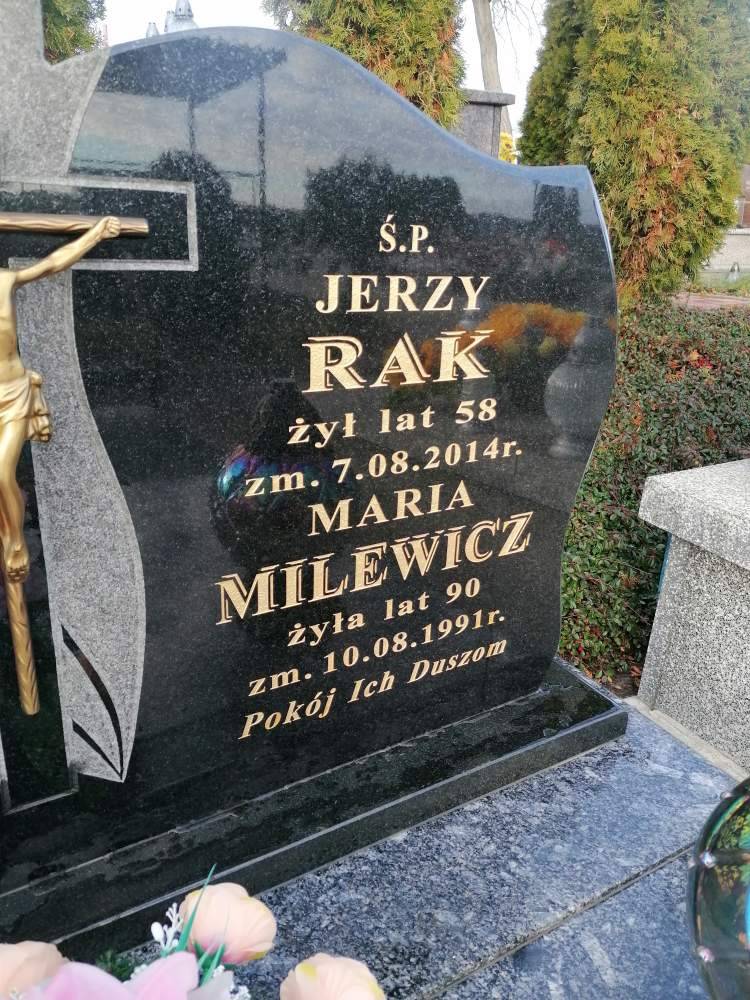 Ś.P.
JERZY
RAK
żył lat 58
zm. 7.08.2014r.
MARIA
MILEWICZ
żyła lat 90
zm. 10.08.1991r.
Pokój Ich Duszom